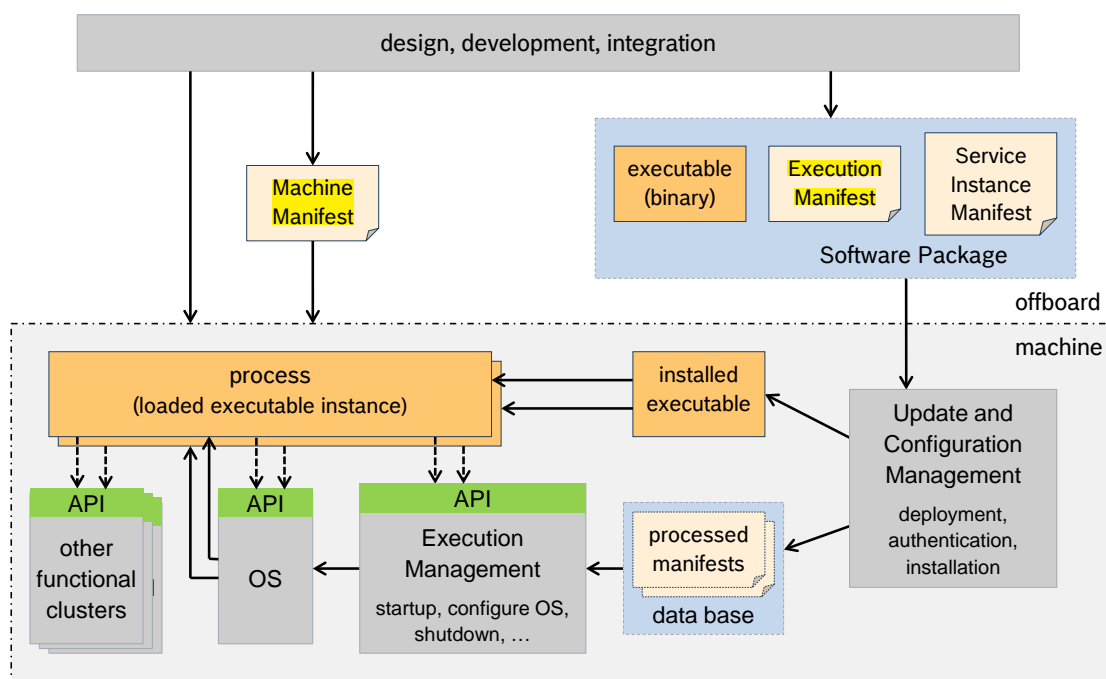 design, development, integration
Machine
Manifest
executable
(binary)
Execution
Manifest
Service
Instance
Manifest
Software Package
offboard
machine
process
(loaded executable instance)
installed
executable
Update and
Configuration
Management
deployment,
authentication,
installation
API
other
functional
clusters
API
OS
API
Execution
Management
startup, configure OS,
shutdown, …
processed
manifests
data base